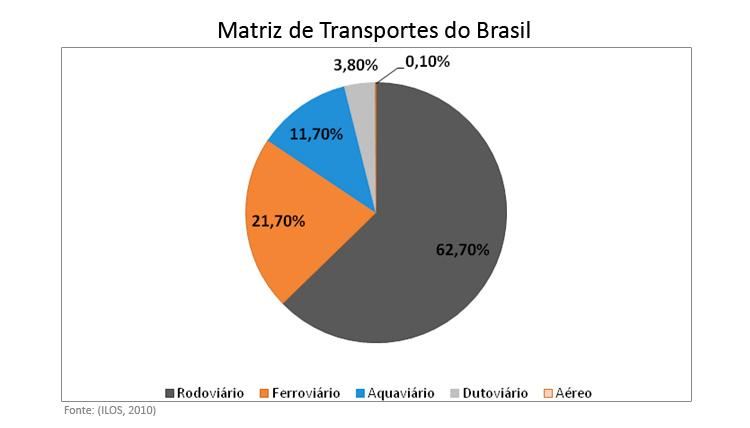 Matriz de Transportes do Brasil
0,10%
3,80%
11,70%
21,70%
62,70%
Rodoviário Ferroviário Aquaviário Dutoviário Aéreo
Fonte: (ILOS, 2010)